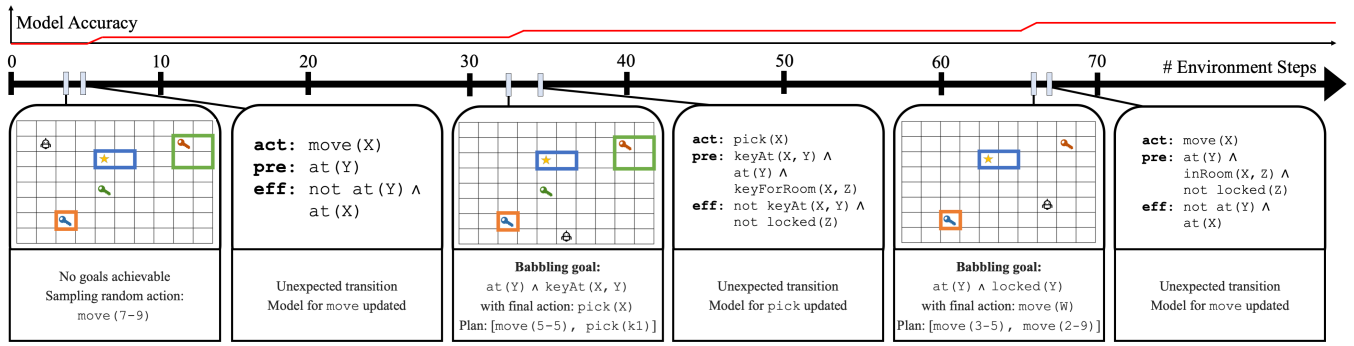 Model Accuracy
0
10
20
30
40
50
60
70
# Environment Steps
No goals achievable
Sampling random action:
move(7-9)
act: move(X)
pre: at(Y)
eff: not at(Y) ∧
at(X)
Unexpected transition
Model for move updated
Babbling goal:
at(Y) ∧ keyAt(X,Y)
with final action: pick(X)
Plan: [move(5-5), pick(k1)]
act: pick(X)
pre: keyAt(X,Y) ∧
at(Y) ∧
keyForRoom(X,Z)
eff: not keyAt(X,Y) ∧
not locked(Z)
Unexpected transition
Model for pick updated
Babbling goal:
at(Y) ∧ locked(Y)
with final action: move(W)
Plan: [move(3-5), move(2-9)]
act: move(X)
pre: at(Y) ∧
inRoom(X,Z) ∧
not locked(Z)
eff: not at(Y) ∧
at(X)
Unexpected transition
Model for move updated